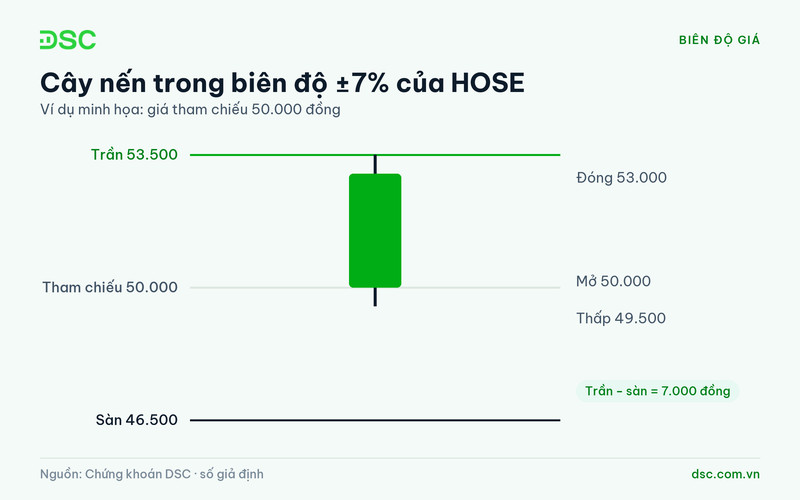 DSC
BIÊN ĐỘ GIÁ
Cây nến trong biên độ ±7% của HOSE
Ví dụ minh họa: giá tham chiếu 50.000 đồng
Trần 53.500
Đóng 53.000
Tham chiếu 50.000
Mở 50.000
Thấp 49.500
Trần – sàn = 7.000 đồng
Sàn 46.500
Nguồn: Chứng khoán DSC · số giả định
dsc.com.vn